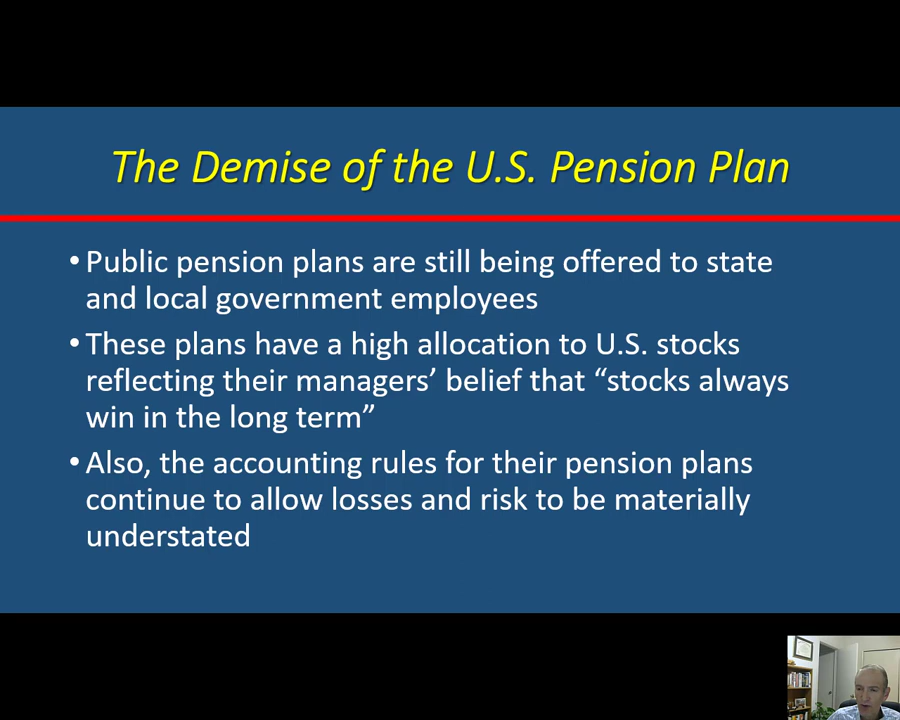 The Demise of the U.S. Pension Plan
• Public pension plans are still being offered to state
and local government employees
• These plans have a high allocation to U.S. stocks
reflecting their managers’ belief that “stocks always
win in the long term”
• Also, the accounting rules for their pension plans
continue to allow losses and risk to be materially
understated